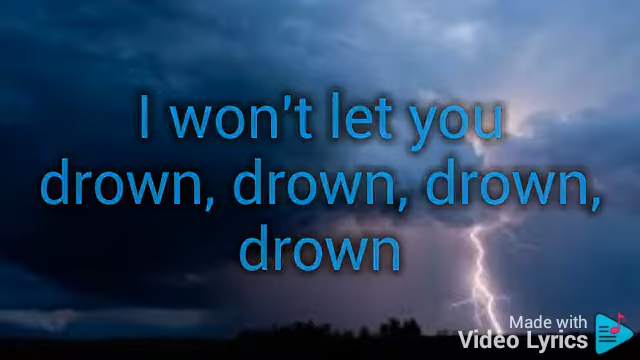 I won't let you
drown, drown, drown,
drown
Made with
Video Lyrics